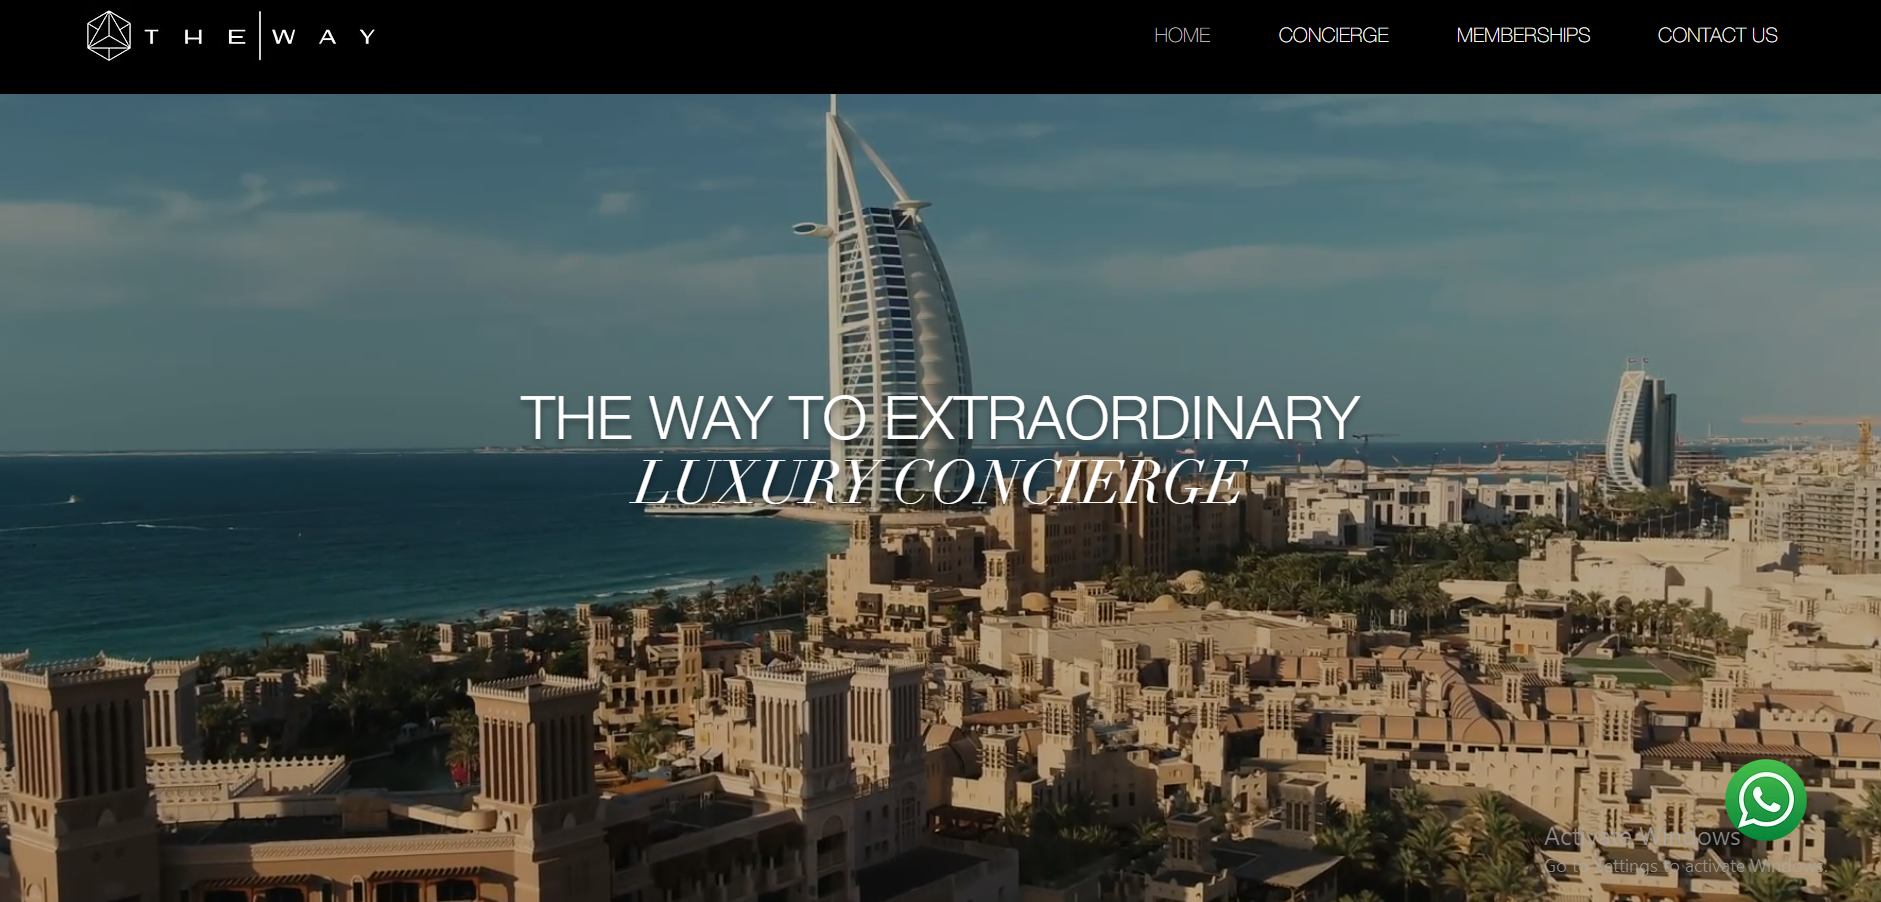 THE WAY
HOME
CONCIERGE
MEMBERSHIPS
CONTACT US
THE WAY TO EXTRAORDINARY
LUXURY CONCIERGE
Activate Windows
Go to Settings to activate Windows.